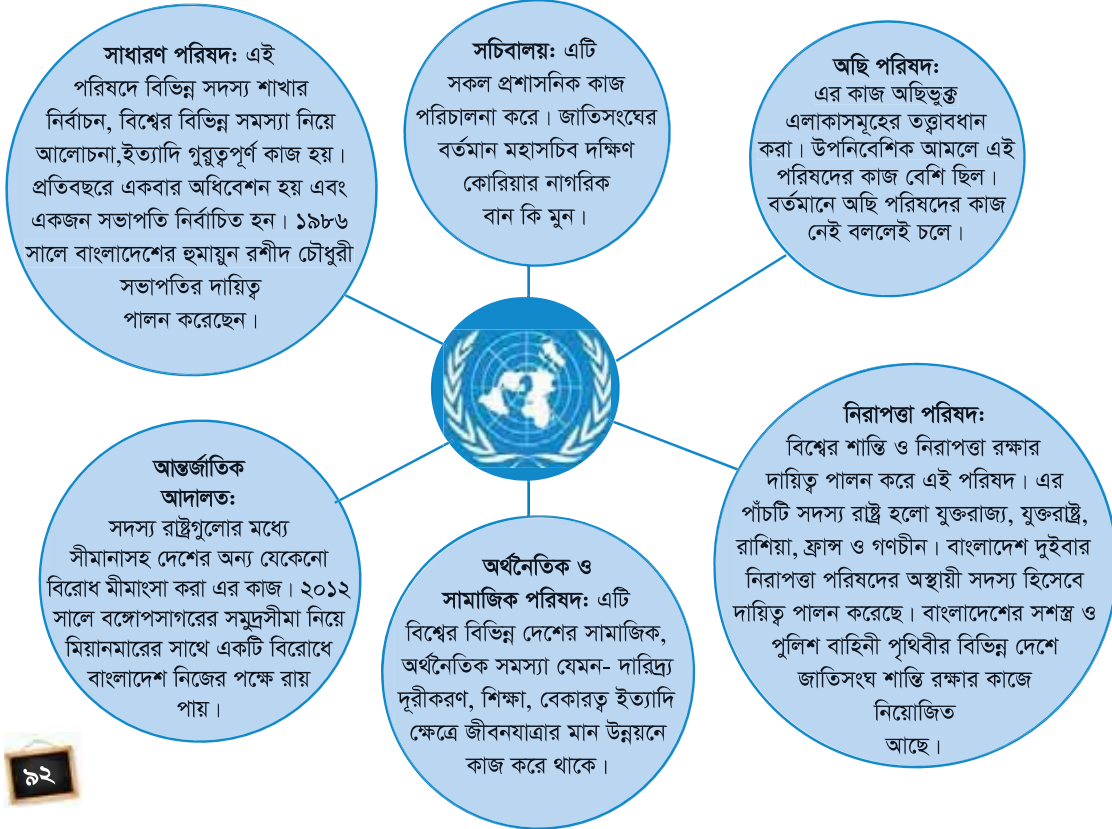 সাধারণ পরিষদ: এই
পরিষদে বিভিন্ন সদস্য শাখার
নির্বাচন, বিশ্বের বিভিন্ন সমস্যা নিয়ে
আলোচনা,ইত্যাদি গুরুত্বপূর্ণ কাজ হয়।
প্রতিবছরে একবার অধিবেশন হয় এবং
একজন সভাপতি নির্বাচিত হন। ১৯৮৬
সালে বাংলাদেশের হুমায়ুন রশীদ চৌধুরী
সভাপতির দায়িত্ব
পালন করেছেন।
সচিবালয়: এটি
সকল প্রশাসনিক কাজ
পরিচালনা করে। জাতিসংঘের
বর্তমান মহাসচিব দক্ষিণ
কোরিয়ার নাগরিক
বান কি মুন।
অছি পরিষদ:
এর কাজ অছিভুক্ত
এলাকাসমূহের তত্ত্বাবধান
করা। উপনিবেশিক আমলে এই
পরিষদের কাজ বেশি ছিল।
বর্তমানে অছি পরিষদের কাজ
নেই বললেই চলে।
আন্তর্জাতিক
আদালত:
সদস্য রাষ্ট্রগুলোর মধ্যে
সীমানাসহ দেশের অন্য যেকেনো
বিরোধ মীমাংসা করা এর কাজ। ২০১২
সালে বঙ্গোপসাগরের সমুদ্রসীমা নিয়ে
মিয়ানমারের সাথে একটি বিরোধে
বাংলাদেশ নিজের পক্ষে রায়
পায়।
অর্থনৈতিক ও
সামাজিক পরিষদ: এটি
বিশ্বের বিভিন্ন দেশের সামাজিক,
অর্থনৈতিক সমস্যা যেমন- দারিদ্র্য
দূরীকরণ, শিক্ষা, বেকারত্ব ইত্যাদি
ক্ষেত্রে জীবনযাত্রার মান উন্নয়নে
কাজ করে থাকে।
নিরাপত্তা পরিষদ:
বিশ্বের শান্তি ও নিরাপত্তা রক্ষার
দায়িত্ব পালন করে এই পরিষদ। এর
পাঁচটি সদস্য রাষ্ট্র হলো যুক্তরাজ্য, যুক্তরাষ্ট্র,
রাশিয়া, ফ্রান্স ও গণচীন। বাংলাদেশ দুইবার
নিরাপত্তা পরিষদের অস্থায়ী সদস্য হিসেবে
দায়িত্ব পালন করেছে। বাংলাদেশের সশস্ত্র ও
পুলিশ বাহিনী পৃথিবীর বিভিন্ন দেশে
জাতিসংঘ শান্তি রক্ষার কাজে
নিয়োজিত
আছে।
৯২